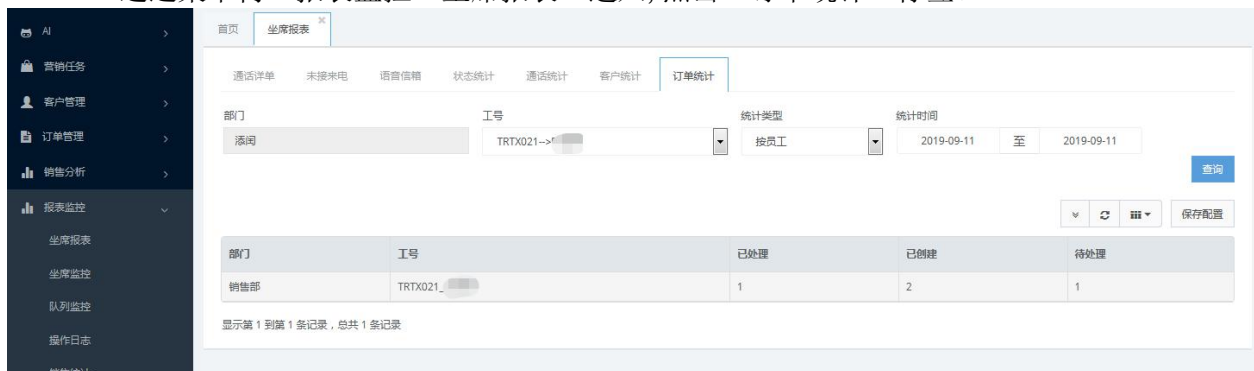 AI
首页
坐席报表
营销任务
通话详单 未接来电 语音信箱 状态统计 通话统计 客户统计 订单统计
客户管理
部门 工号 统计类型 统计时间
订单管理
添闰 TRTX021--> 按员工 2019-09-11 至 2019-09-11
销售分析
查询
报表监控
保存配置
坐席报表
部门 工号 已处理 已创建 待处理
坐席监控
销售部 TRTX021_ 1 2 1
队列监控
显示第 1 到第 1 条记录，总共 1 条记录
操作日志